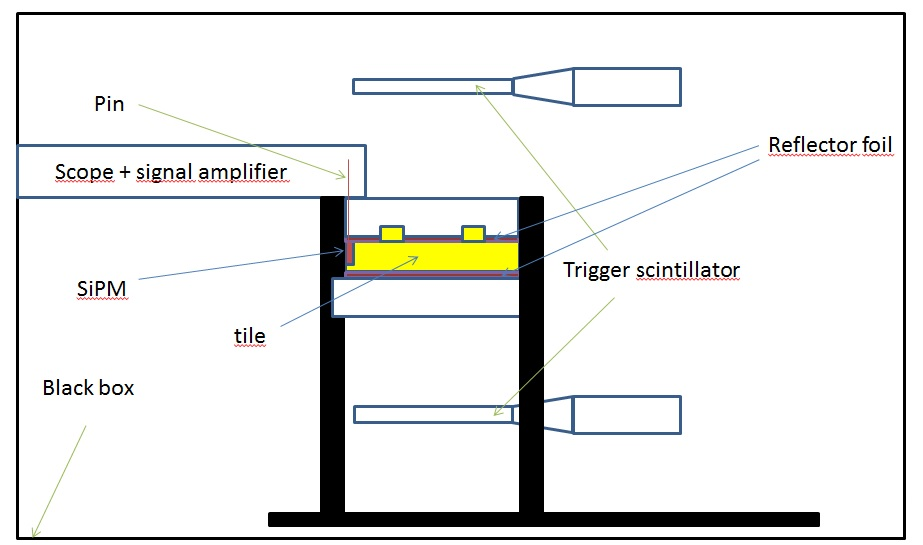 Pin
Reflector foil
Scope + signal amplifier
Trigger scintillator
SiPM
tile
Black box